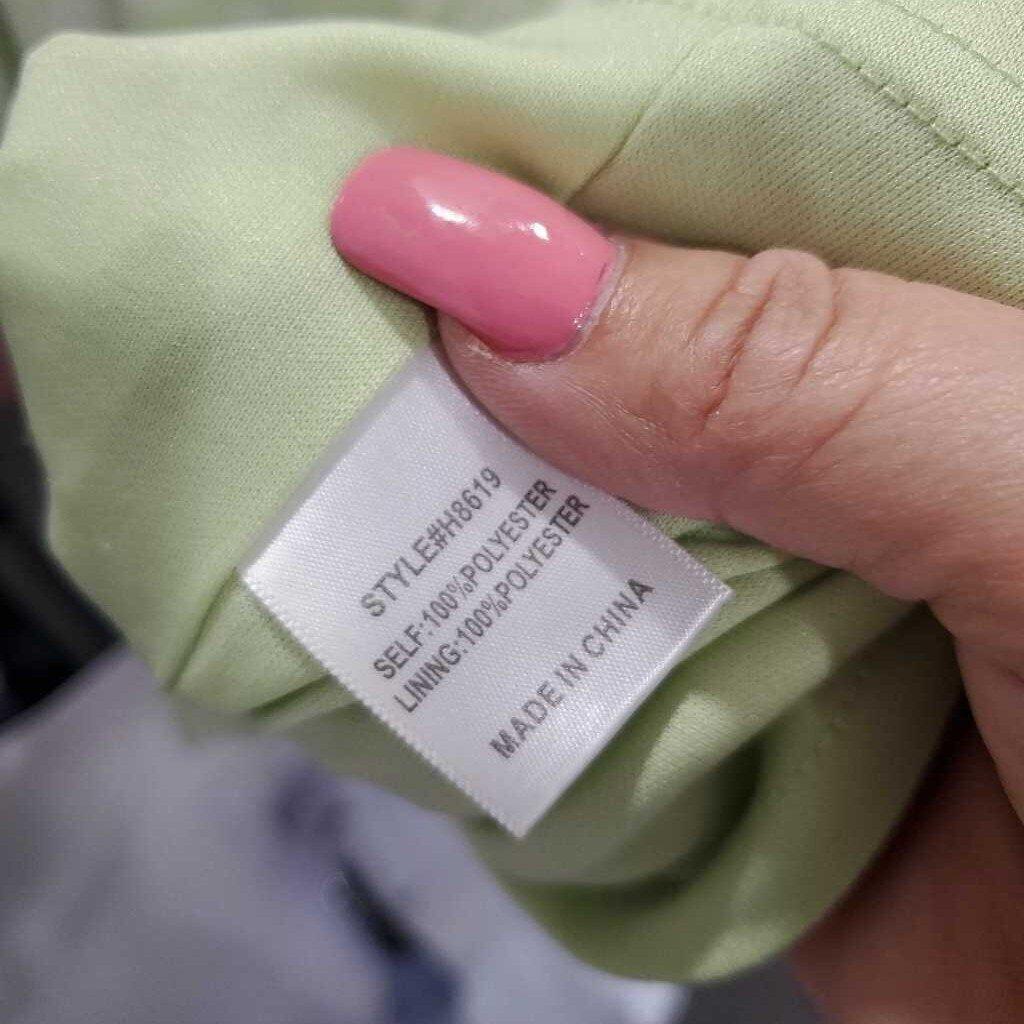 STYLE#H8619
SELF:100%POLYESTER
LINING:100%POLYESTER
MADE IN CHINA